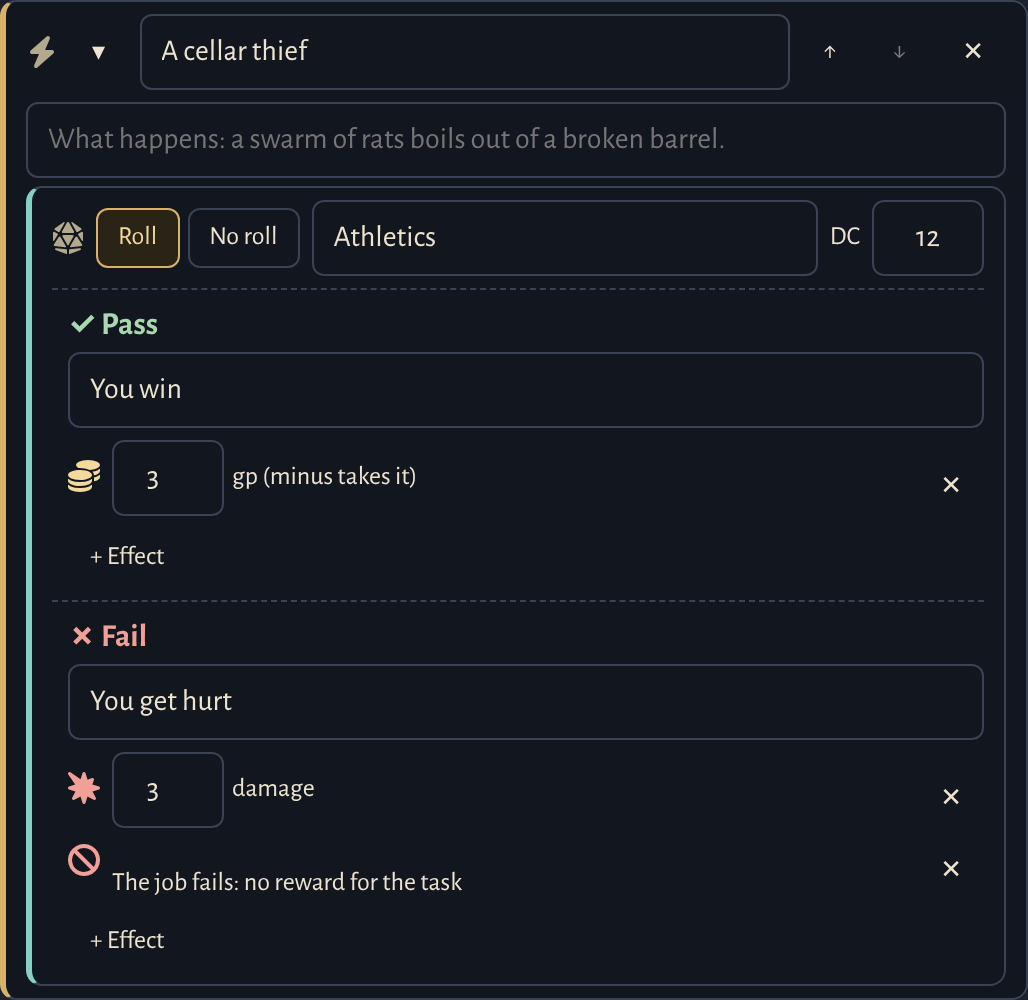 A cellar thief
What happens: a swarm of rats boils out of a broken barrel.
Roll No roll Athletics DC 12
Pass
You win
3 gp (minus takes it)
+ Effect
Fail
You get hurt
3 damage
The job fails: no reward for the task
+ Effect